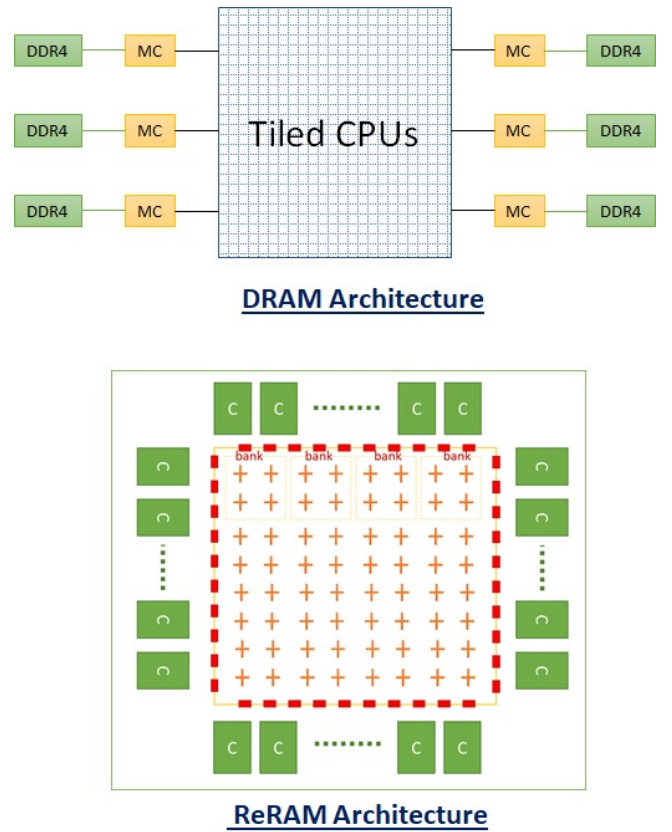 DDR4 MC MC DDR4
DDR4 MC Tiled CPUs MC DDR4
DDR4 MC MC DDR4
DRAM Architecture
C C C C
bank bank bank bank
C C
C C
C C
C C
C C C C
ReRAM Architecture